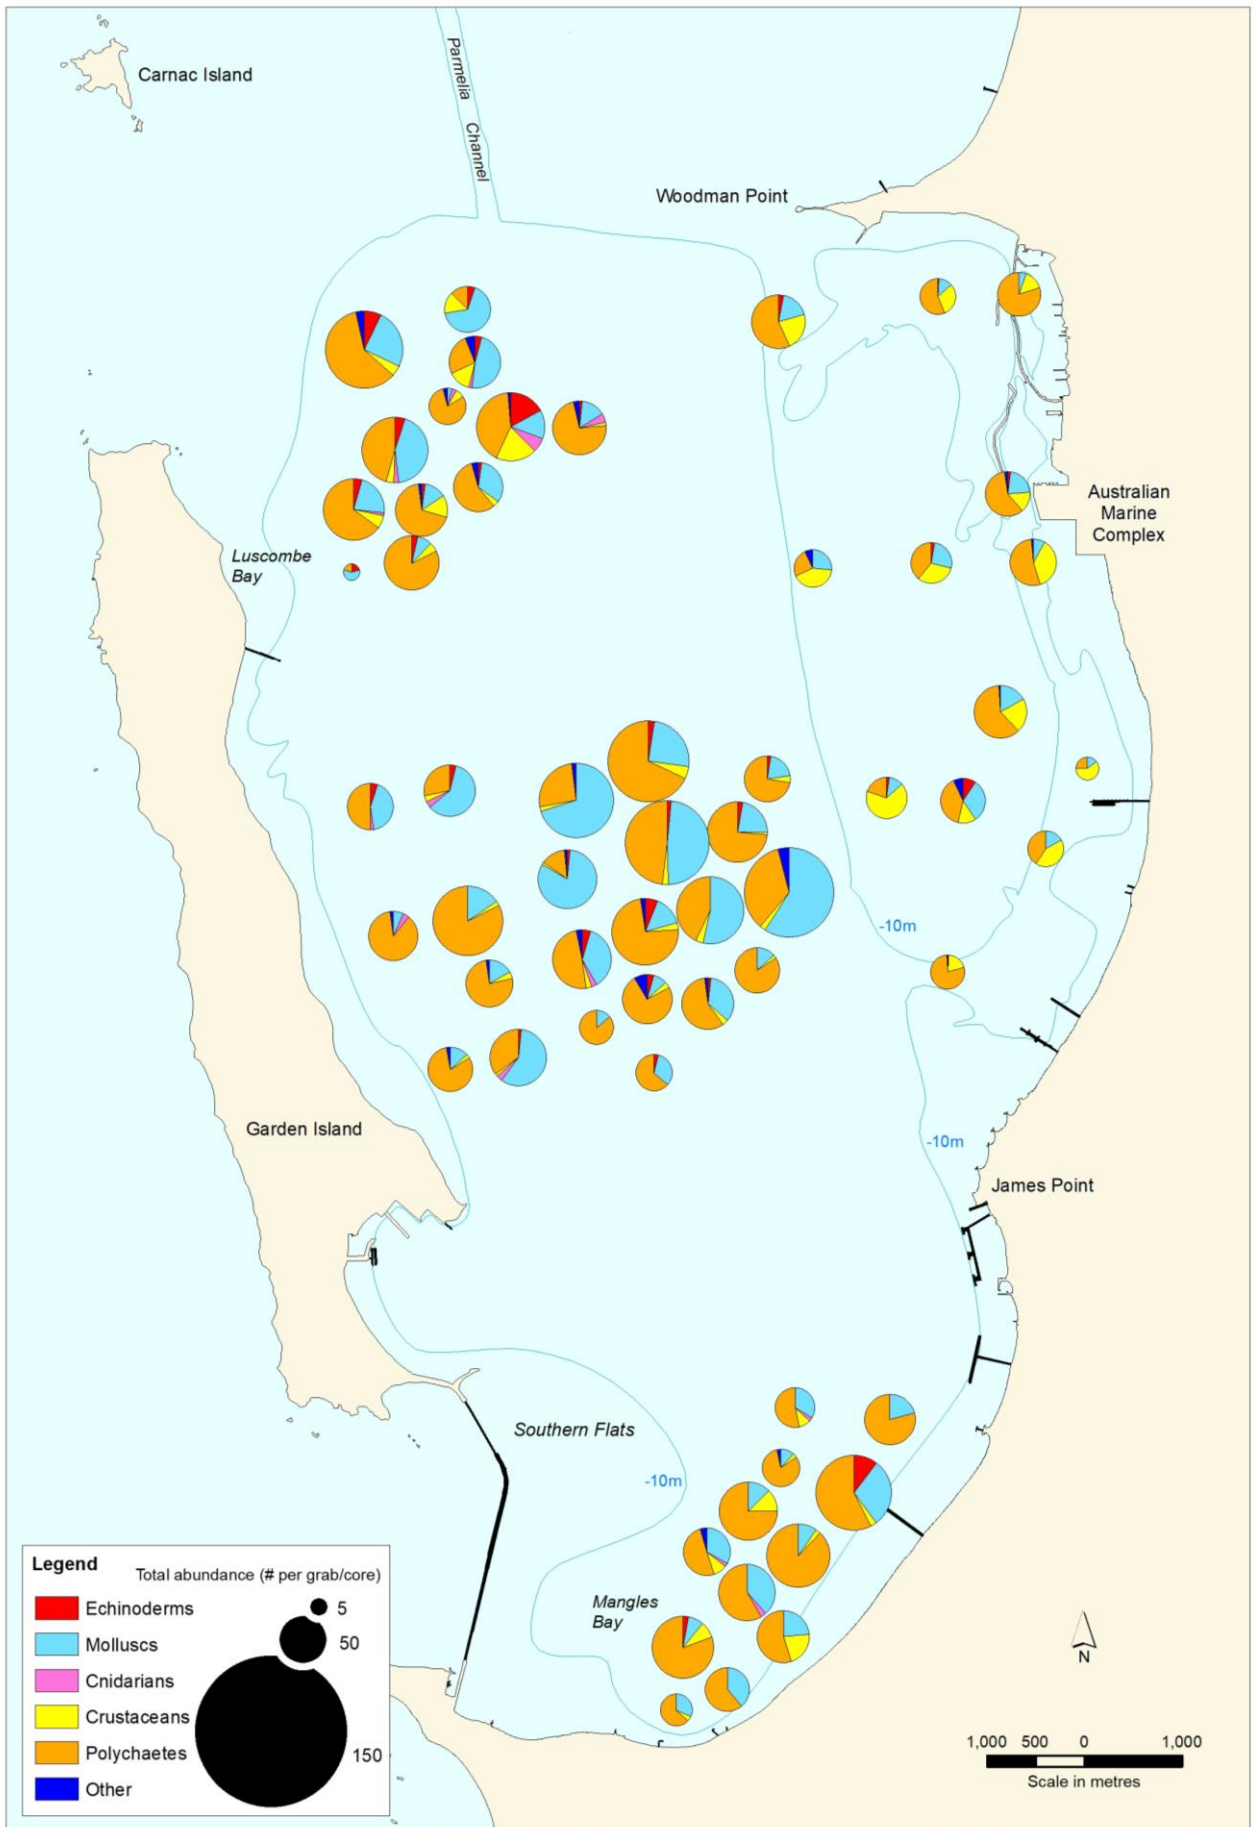 Carnac Island
Parmelia
Channel
Woodman Point
Australian
Marine
Complex
Luscombe
Bay
-10m
-10m
Garden Island
James Point
Southern Flats
-10m
Mangles
Bay
Legend
Total abundance (# per grab/core)
Echinoderms
5
Molluscs
50
Cnidarians
Crustaceans
Polychaetes
150
Other
N
1,000 500 0 1,000
Scale in metres